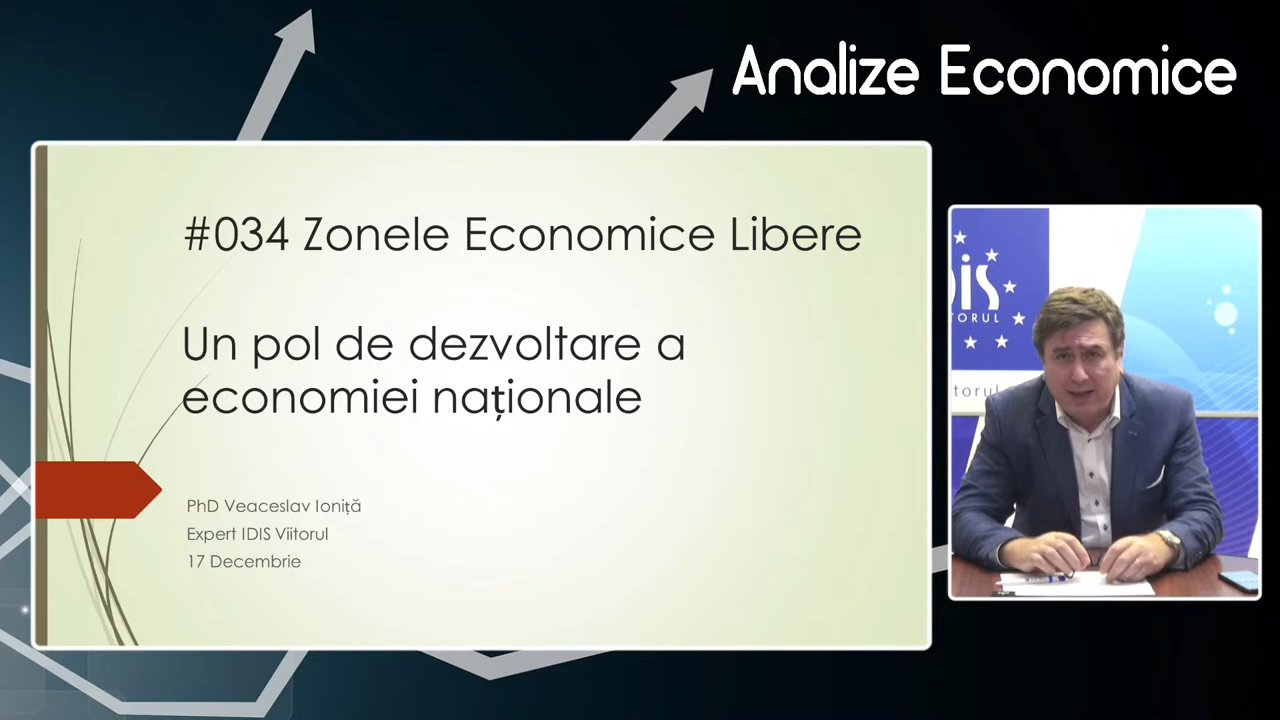 Analize Economice
#034 Zonele Economice Libere
Un pol de dezvoltare a
economiei naționale
PhD Veaceslav Ioniță
Expert IDIS Viitorul
17 Decembrie